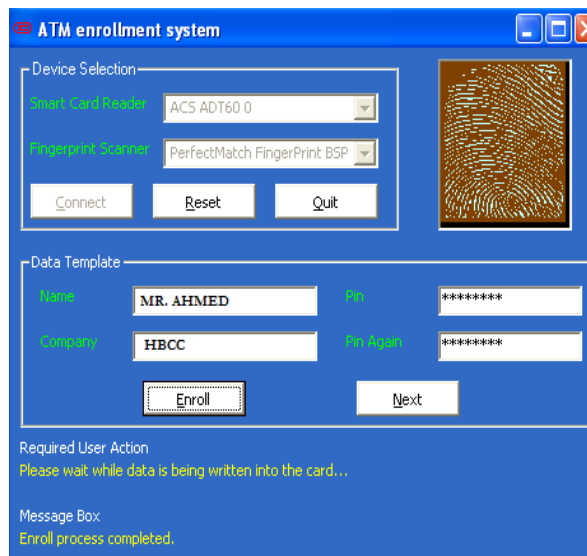 ATM enrollment system
Device Selection
Smart Card Reader ACS ADT60 0
Fingerprint Scanner PerfectMatch FingerPrint BSP
Connect Reset Quit
Data Template
Name MR. AHMED Pin ********
Company HBCC Pin Again ********
Enroll Next
Required User Action
Please wait while data is being written into the card...
Message Box
Enroll process completed.